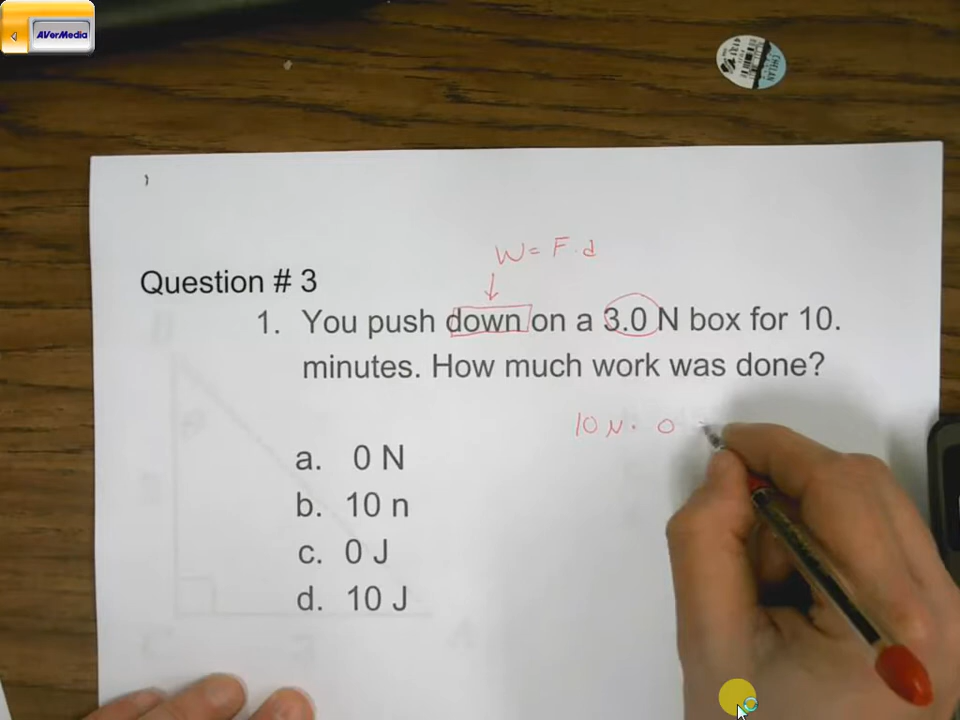 AVerMedia
W = F · d
Question # 3
1. You push down on a 3.0 N box for 10.
minutes. How much work was done?
10 N · 0
a. 0 N
b. 10 n
c. 0 J
d. 10 J